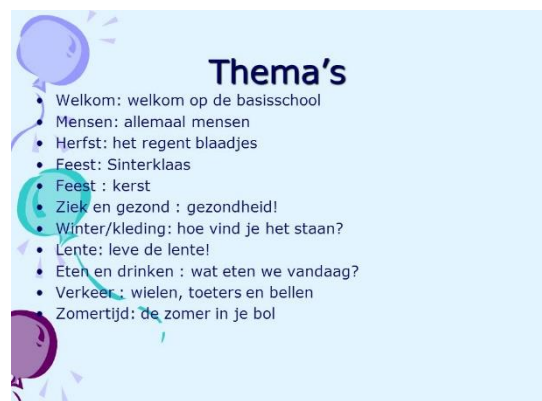 Thema's
• Welkom: welkom op de basisschool
• Mensen: allemaal mensen
• Herfst: het regent blaadjes
• Feest: Sinterklaas
• Feest : kerst
• Ziek en gezond : gezondheid!
• Winter/kleding: hoe vind je het staan?
• Lente: leve de lente!
• Eten en drinken : wat eten we vandaag?
• Verkeer : wielen, toeters en bellen
• Zomertijd: de zomer in je bol